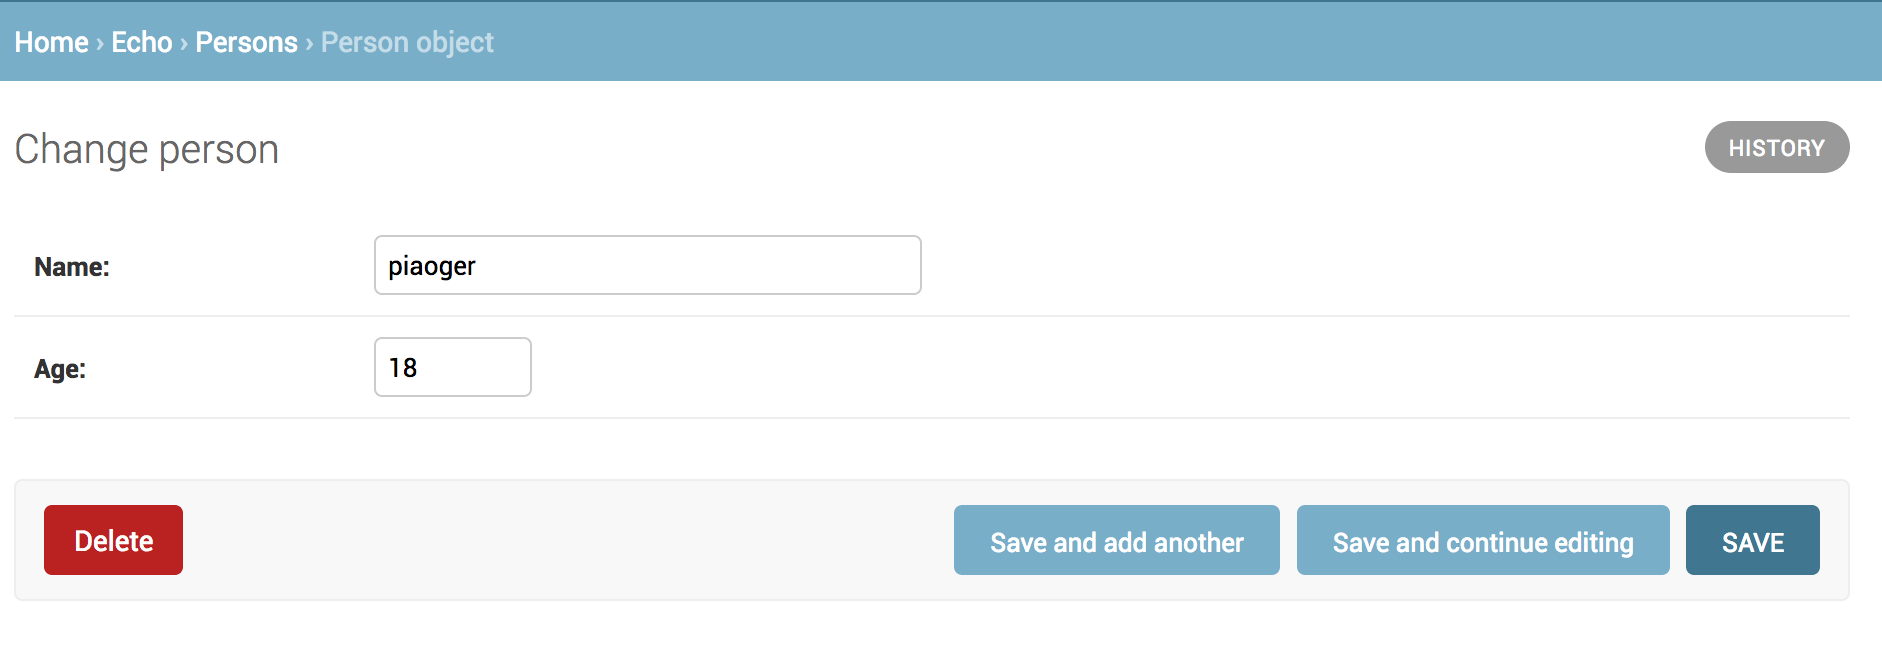 Home › Echo › Persons › Person object
Change person
HISTORY
Name:
piaoger
Age:
18
Delete
Save and add another
Save and continue editing
SAVE